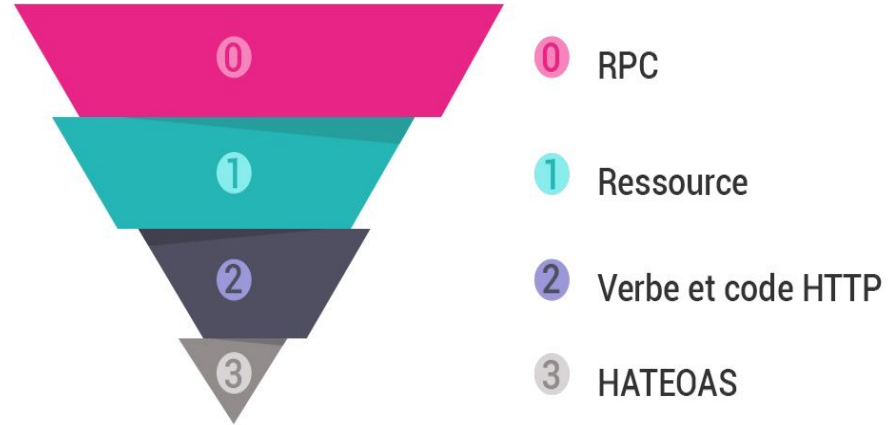 0
0 RPC
1
1 Ressource
2
2 Verbe et code HTTP
3
3 HATEOAS